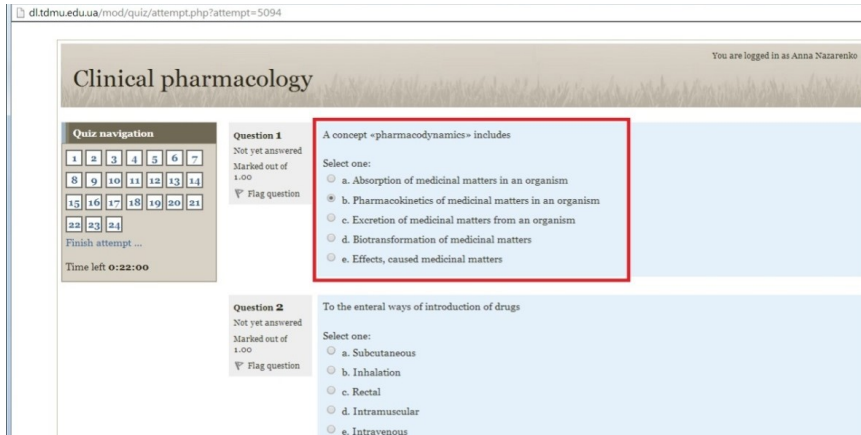 dl.tdmu.edu.ua/mod/quiz/attempt.php?attempt=5094
You are logged in as Anna Nazarenko
Clinical pharmacology
Quiz navigation
1 2 3 4 5 6 7
8 9 10 11 12 13 14
15 16 17 18 19 20 21
22 23 24
Finish attempt ...
Time left 0:22:00
Question 1
Not yet answered
Marked out of
1.00
Flag question
A concept «pharmacodynamics» includes
Select one:
a. Absorption of medicinal matters in an organism
b. Pharmacokinetics of medicinal matters in an organism
c. Excretion of medicinal matters from an organism
d. Biotransformation of medicinal matters
e. Effects, caused medicinal matters
Question 2
Not yet answered
Marked out of
1.00
Flag question
To the enteral ways of introduction of drugs
Select one:
a. Subcutaneous
b. Inhalation
c. Rectal
d. Intramuscular
e. Intravenous